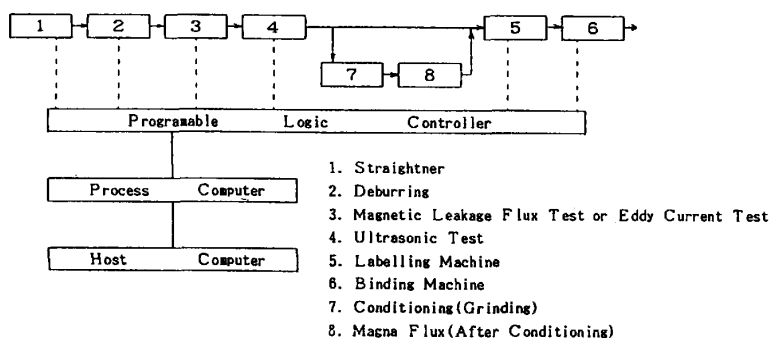 1 2 3 4 5 6
7 8
Programable Logic Controller
Process Computer
Host Computer
1. Straightner
2. Deburring
3. Magnetic Leakage Flux Test or Eddy Current Test
4. Ultrasonic Test
5. Labelling Machine
6. Binding Machine
7. Conditioning(Grinding)
8. Magna Flux(After Conditioning)